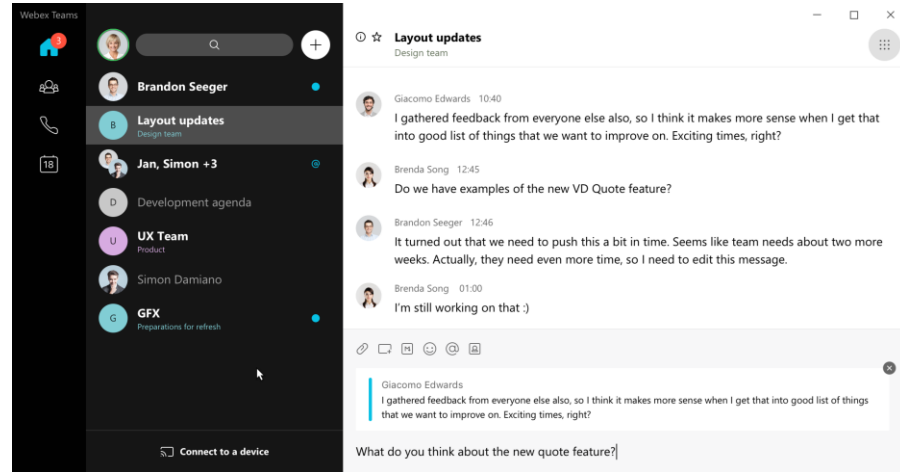 Webex Teams
3
18
+
Brandon Seeger
B
Layout updates
Design team
Jan, Simon +3
@
D
Development agenda
U
UX Team
Product
Simon Damiano
G
GFX
Preparations for refresh
Connect to a device
Layout updates
Design team
Giacomo Edwards 10:40
I gathered feedback from everyone else also, so I think it makes more sense when I get that
into good list of things that we want to improve on. Exciting times, right?
Brenda Song 12:45
Do we have examples of the new VD Quote feature?
Brandon Seeger 12:46
It turned out that we need to push this a bit in time. Seems like team needs about two more
weeks. Actually, they need even more time, so I need to edit this message.
Brenda Song 01:00
I'm still working on that :)
M
@
Giacomo Edwards
I gathered feedback from everyone else also, so I think it makes more sense when I get that into good list of things
that we want to improve on. Exciting times, right?
What do you think about the new quote feature?